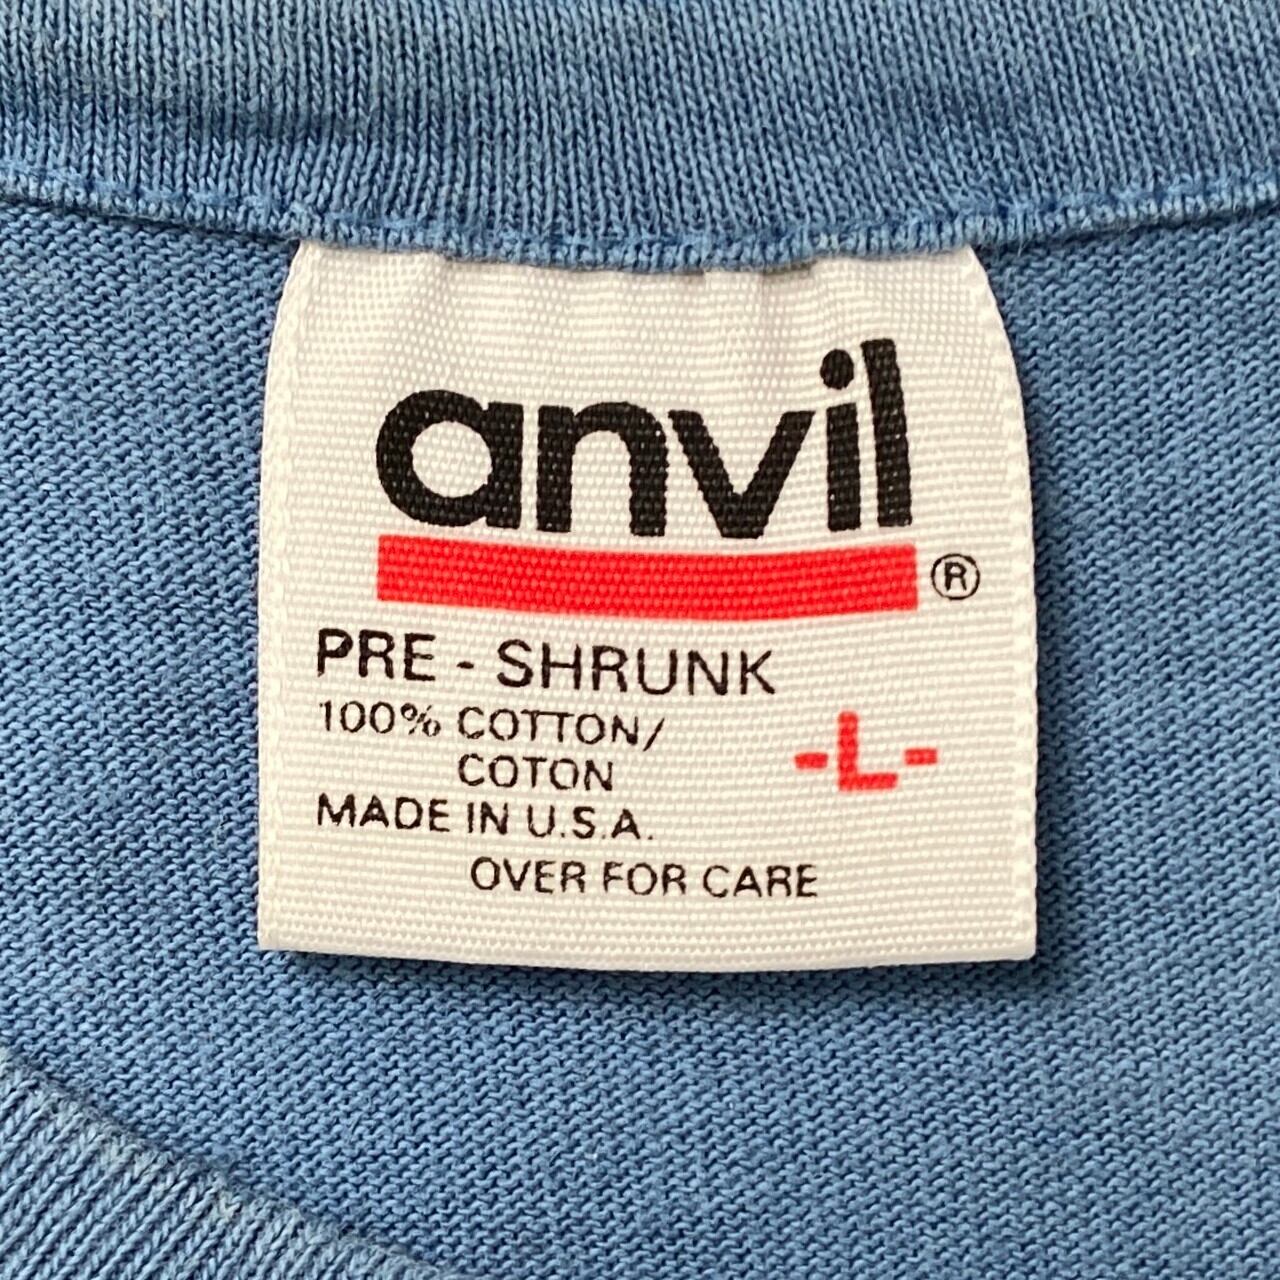 anvil
®
PRE - SHRUNK
100% COTTON/
COTON
-L-
MADE IN U.S.A.
OVER FOR CARE